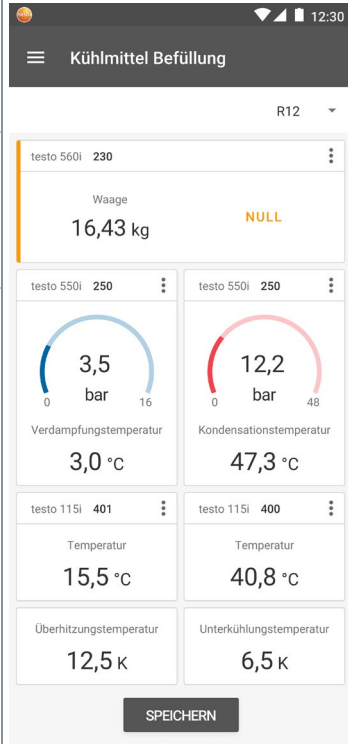 testo
12:30
Kühlmittel Befüllung
R12
testo 560i 230
Waage
16,43 kg
NULL
testo 550i 250
testo 550i 250
3,5
bar
0 16
12,2
bar
0 48
Verdampfungstemperatur
3,0 °C
Kondensationstemperatur
47,3 °C
testo 115i 401
testo 115i 400
Temperatur
15,5 °C
Temperatur
40,8 °C
Überhitzungstemperatur
12,5 K
Unterkühlungstemperatur
6,5 K
SPEICHERN